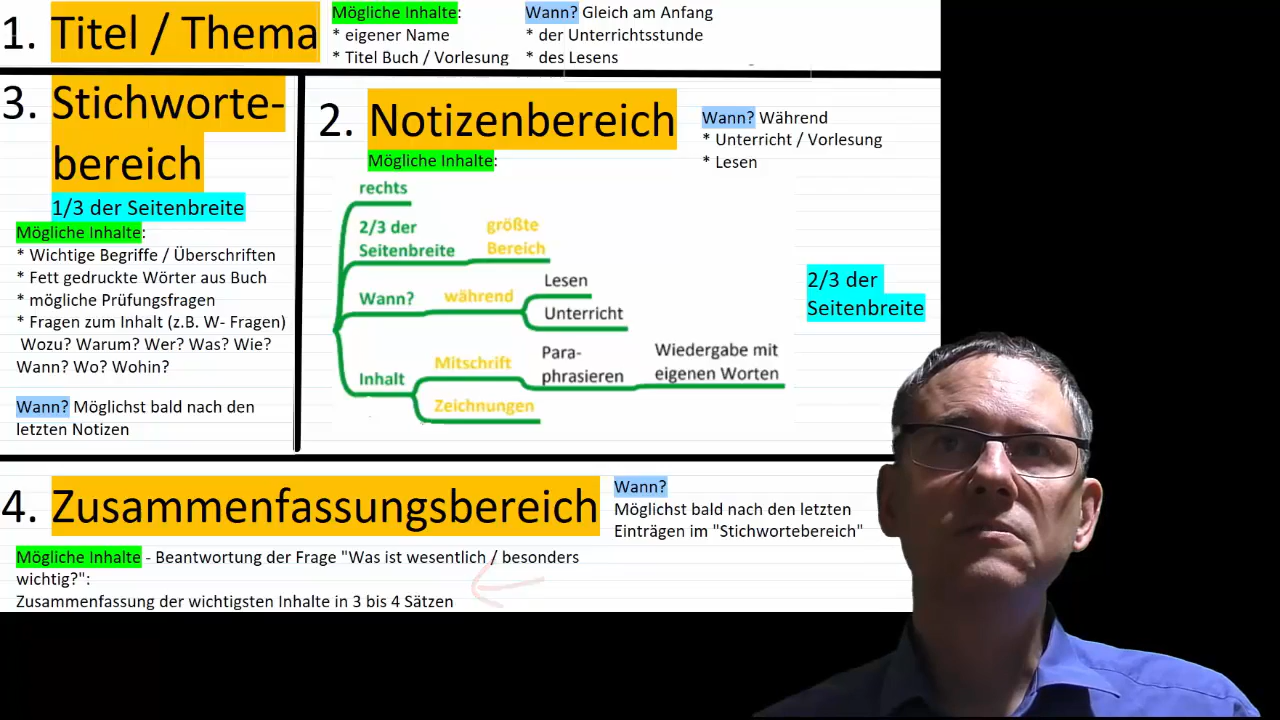 1. Titel / Thema
Mögliche Inhalte:
* eigener Name
* Titel Buch / Vorlesung
Wann? Gleich am Anfang
* der Unterrichtsstunde
* des Lesens
3. Stichworte-
bereich
1/3 der Seitenbreite
Mögliche Inhalte:
* Wichtige Begriffe / Überschriften
* Fett gedruckte Wörter aus Buch
* mögliche Prüfungsfragen
* Fragen zum Inhalt (z.B. W- Fragen)
Wozu? Warum? Wer? Was? Wie?
Wann? Wo? Wohin?
Wann? Möglichst bald nach den
letzten Notizen
2. Notizenbereich
Mögliche Inhalte:
Wann? Während
* Unterricht / Vorlesung
* Lesen
rechts
2/3 der
Seitenbreite
größte
Bereich
Wann?
während
Lesen
Unterricht
Inhalt
Mitschrift
Para-
phrasieren
Wiedergabe mit
eigenen Worten
Zeichnungen
2/3 der
Seitenbreite
4. Zusammenfassungsbereich
Wann?
Möglichst bald nach den letzten
Einträgen im "Stichwortebereich"
Mögliche Inhalte - Beantwortung der Frage "Was ist wesentlich / besonders
wichtig?":
Zusammenfassung der wichtigsten Inhalte in 3 bis 4 Sätzen